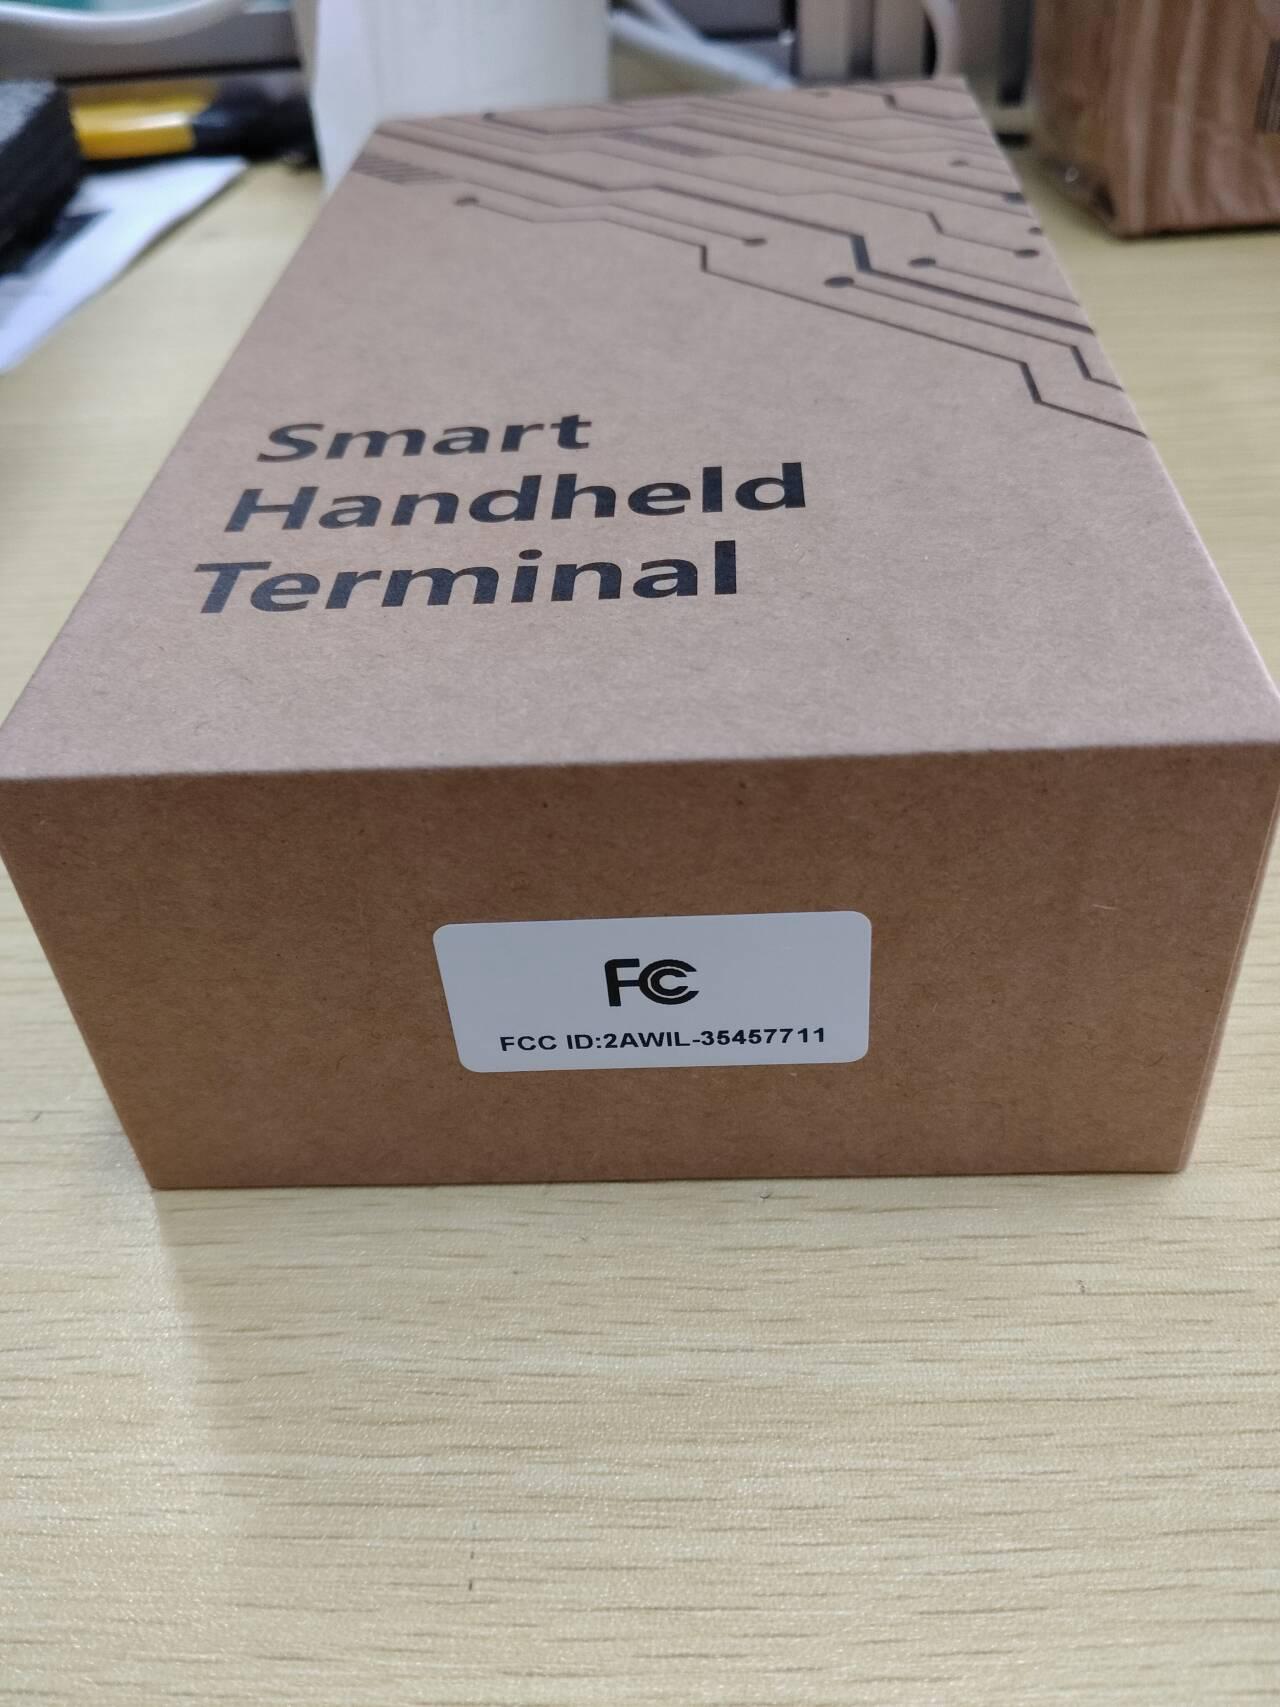 Smart
Handheld
Terminal
FC
FCC ID:2AWIL-35457711